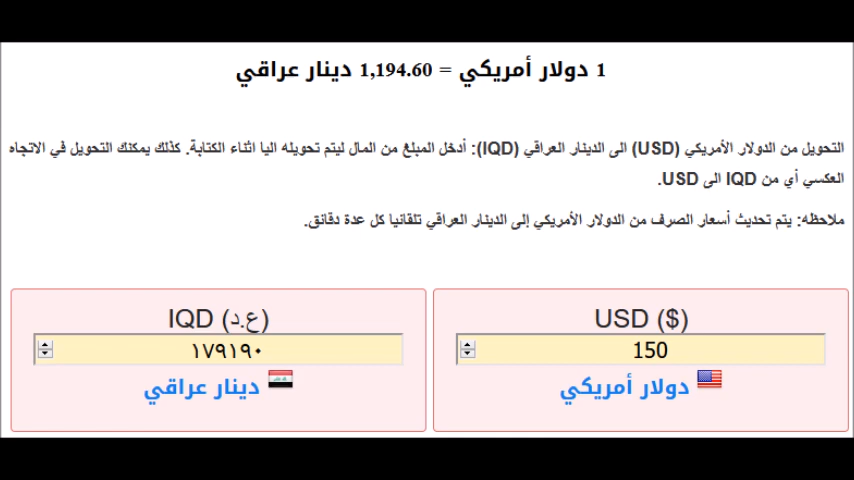 1 دولار أمريكي = 1,194.60 دينار عراقي
التحويل من الدولار الأمريكي (USD) الى الدينار العراقي (IQD): أدخل المبلغ من المال ليتم تحويله اليا اثناء الكتابة. كذلك يمكنك التحويل في الاتجاه
العكسي أي من IQD الى USD.
ملاحظه: يتم تحديث أسعار الصرف من الدولار الأمريكي إلى الدينار العراقي تلقانيا كل عدة دقائق.
USD ($)
150
دولار أمريكي
IQD (ع.د)
١٧٩١٩٠
دينار عراقي